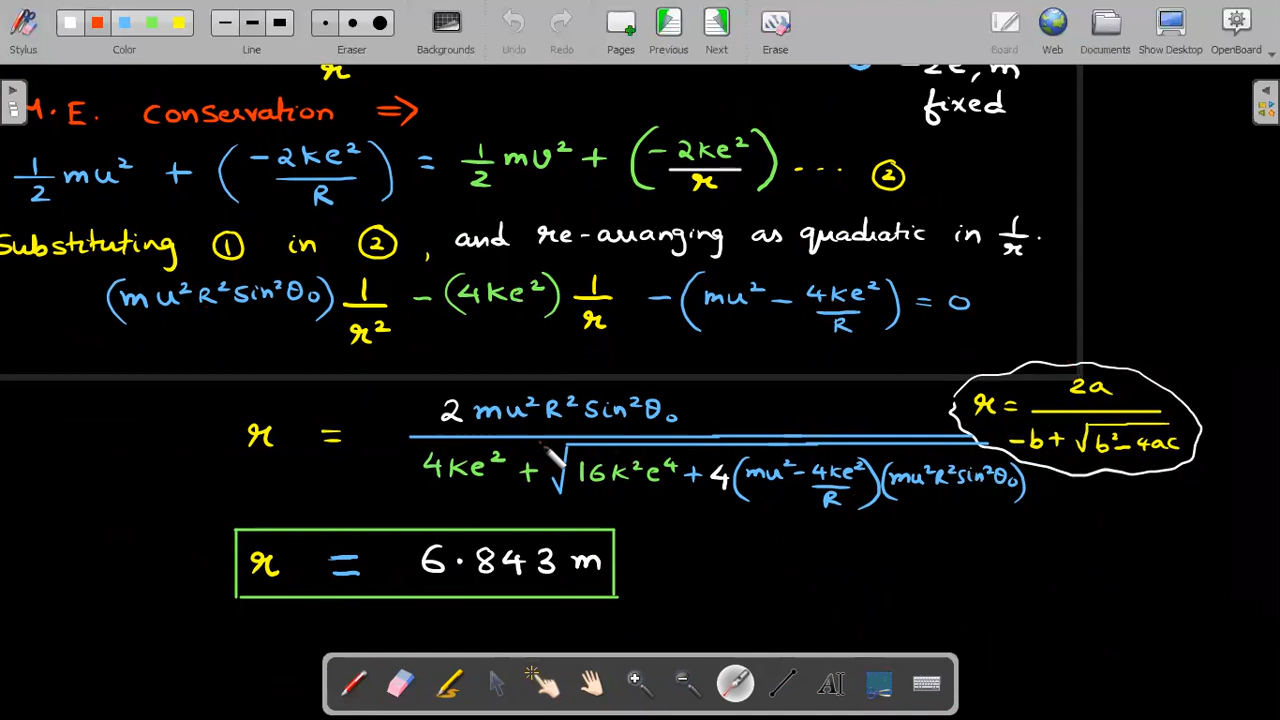 Stylus Color Line Eraser Backgrounds Undo Redo Pages Previous Next Erase Board Web Documents Show Desktop OpenBoard
r
-2e, m
fixed
M.E. Conservation ⇒
1/2 mu² + (-2ke²/R) = 1/2 mv² + (-2ke²/r) ... ②
Substituting ① in ②, and re-arranging as quadratic in 1/r.
(mu²R²Sin²θ₀) 1/r² - (4ke²) 1/r - (mu² - 4ke²/R) = 0
r = 2mu²R²Sin²θ₀ / 4ke² + √16k²e⁴ + 4(mu² - 4ke²/R)(mu²R²Sin²θ₀)
r = 2a / -b + √b² - 4ac
r = 6.843 m
AI